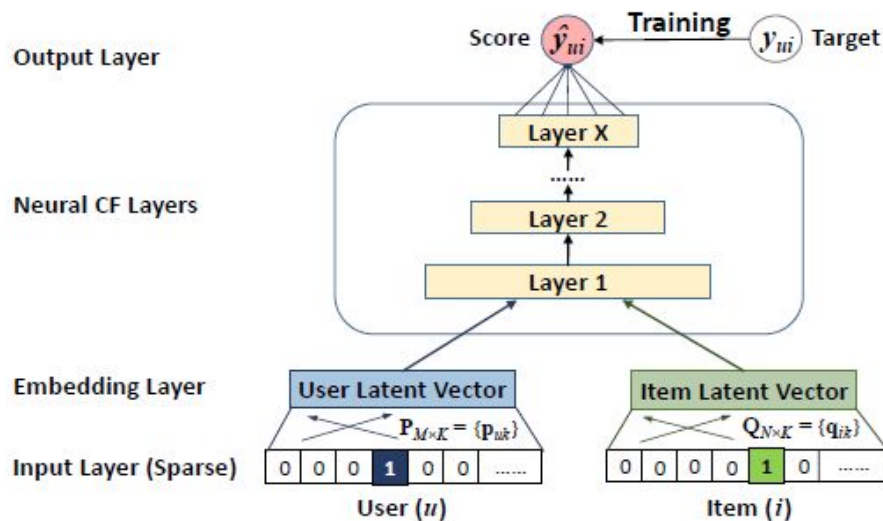 Training
Score ŷui yui Target
Output Layer
Layer X
......
Neural CF Layers
Layer 2
Layer 1
Embedding Layer
User Latent Vector
Item Latent Vector
PM×K = {puk}
QN×K = {qik}
Input Layer (Sparse)
0 0 0 1 0 0 ......
0 0 0 0 1 0 ......
User (u)
Item (i)